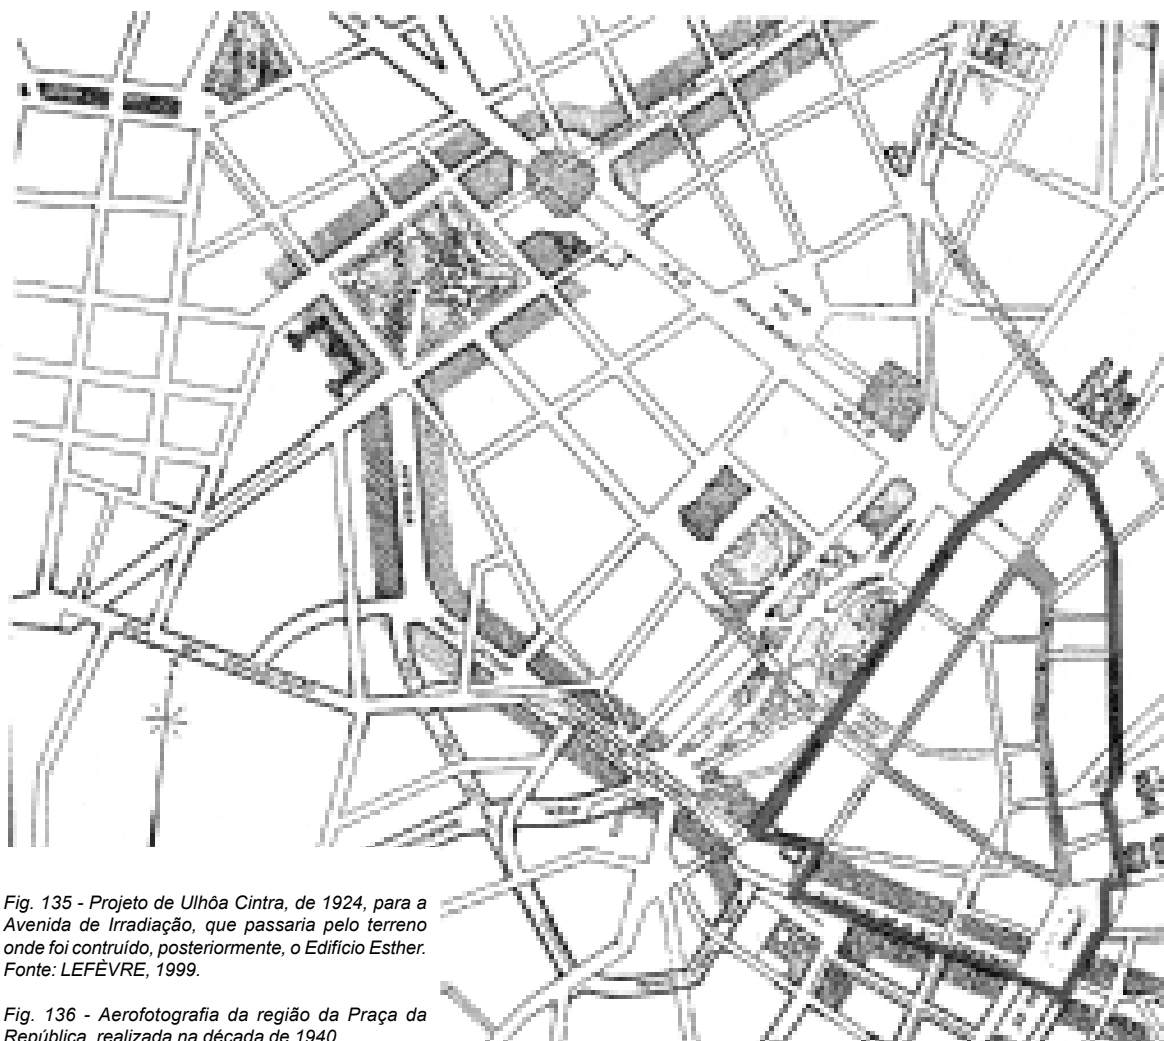 Fig. 135 - Projeto de Ulhôa Cintra, de 1924, para a
Avenida de Irradiação, que passaria pelo terreno
onde foi contruído, posteriormente, o Edifício Esther.
Fonte: LEFÈVRE, 1999.
Fig. 136 - Aerofotografia da região da Praça da
República, realizada na década de 1940